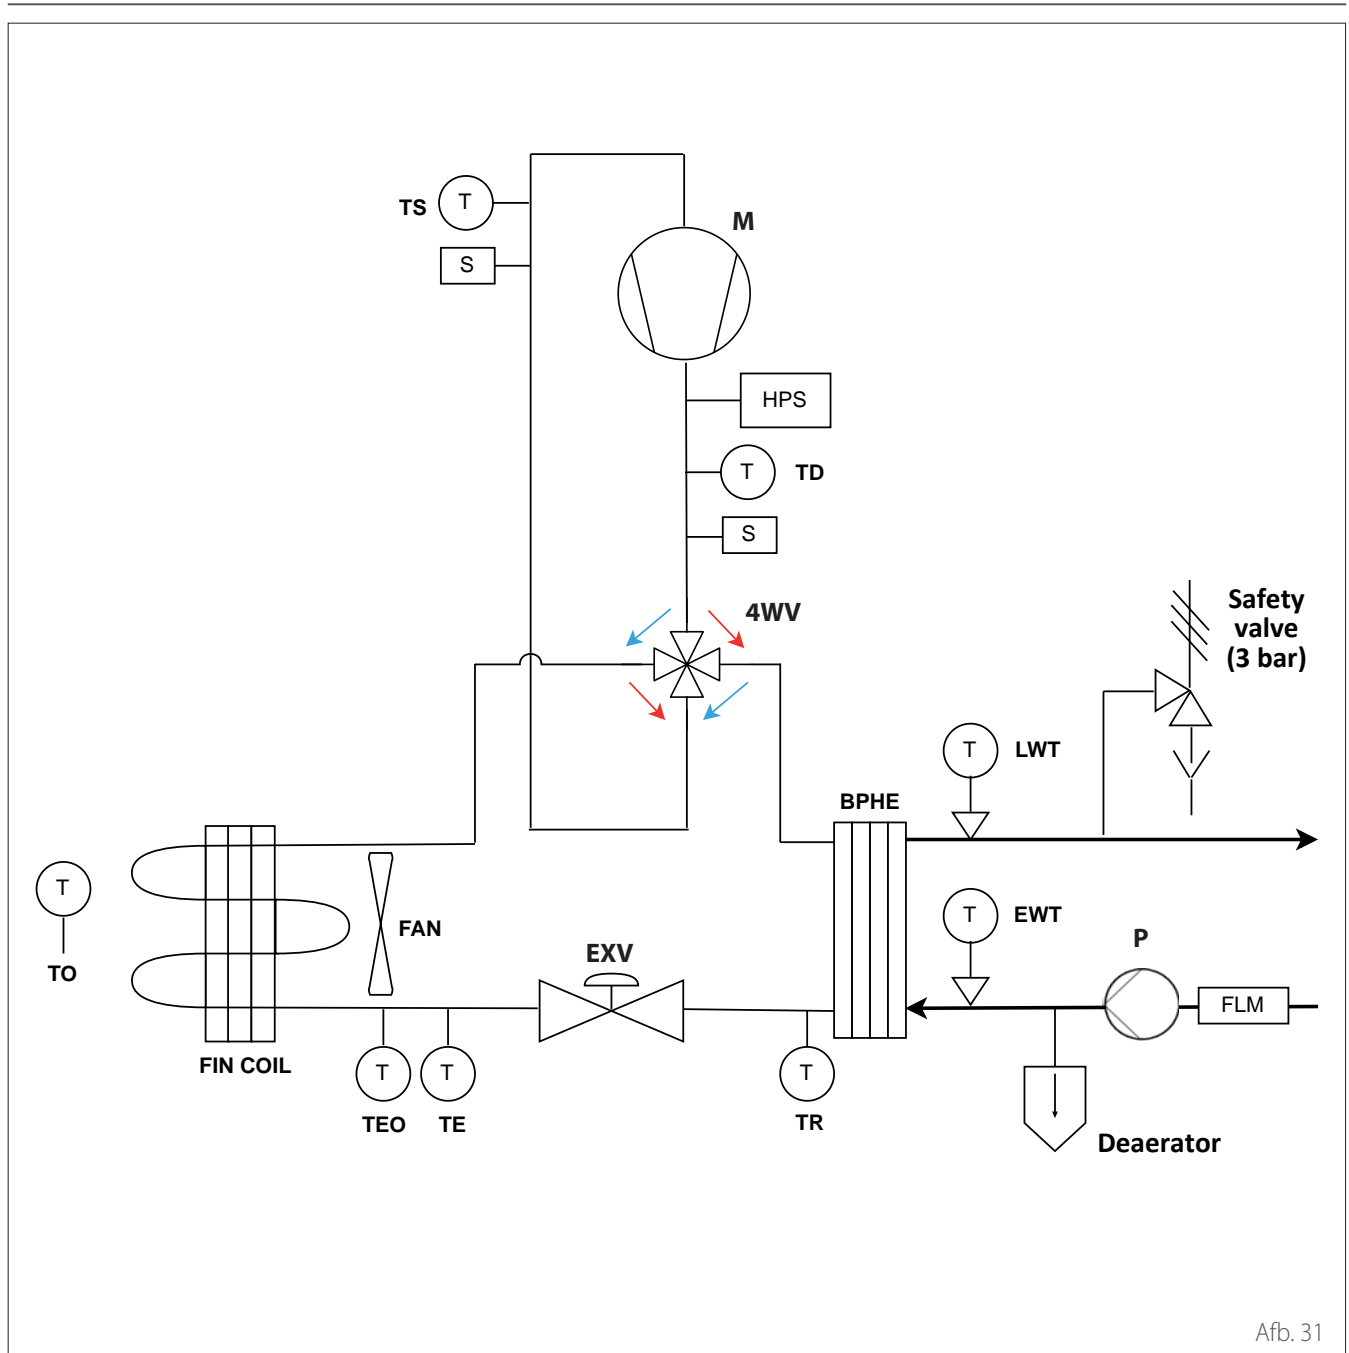 TS
T
M
S
HPS
T
TD
S
4WV
Safety
valve
(3 bar)
T
LWT
BPHE
T
TO
FAN
T
EWT
P
EXV
FLM
FIN COIL
T
T
T
TEO
TE
TR
Deaerator
Afb. 31